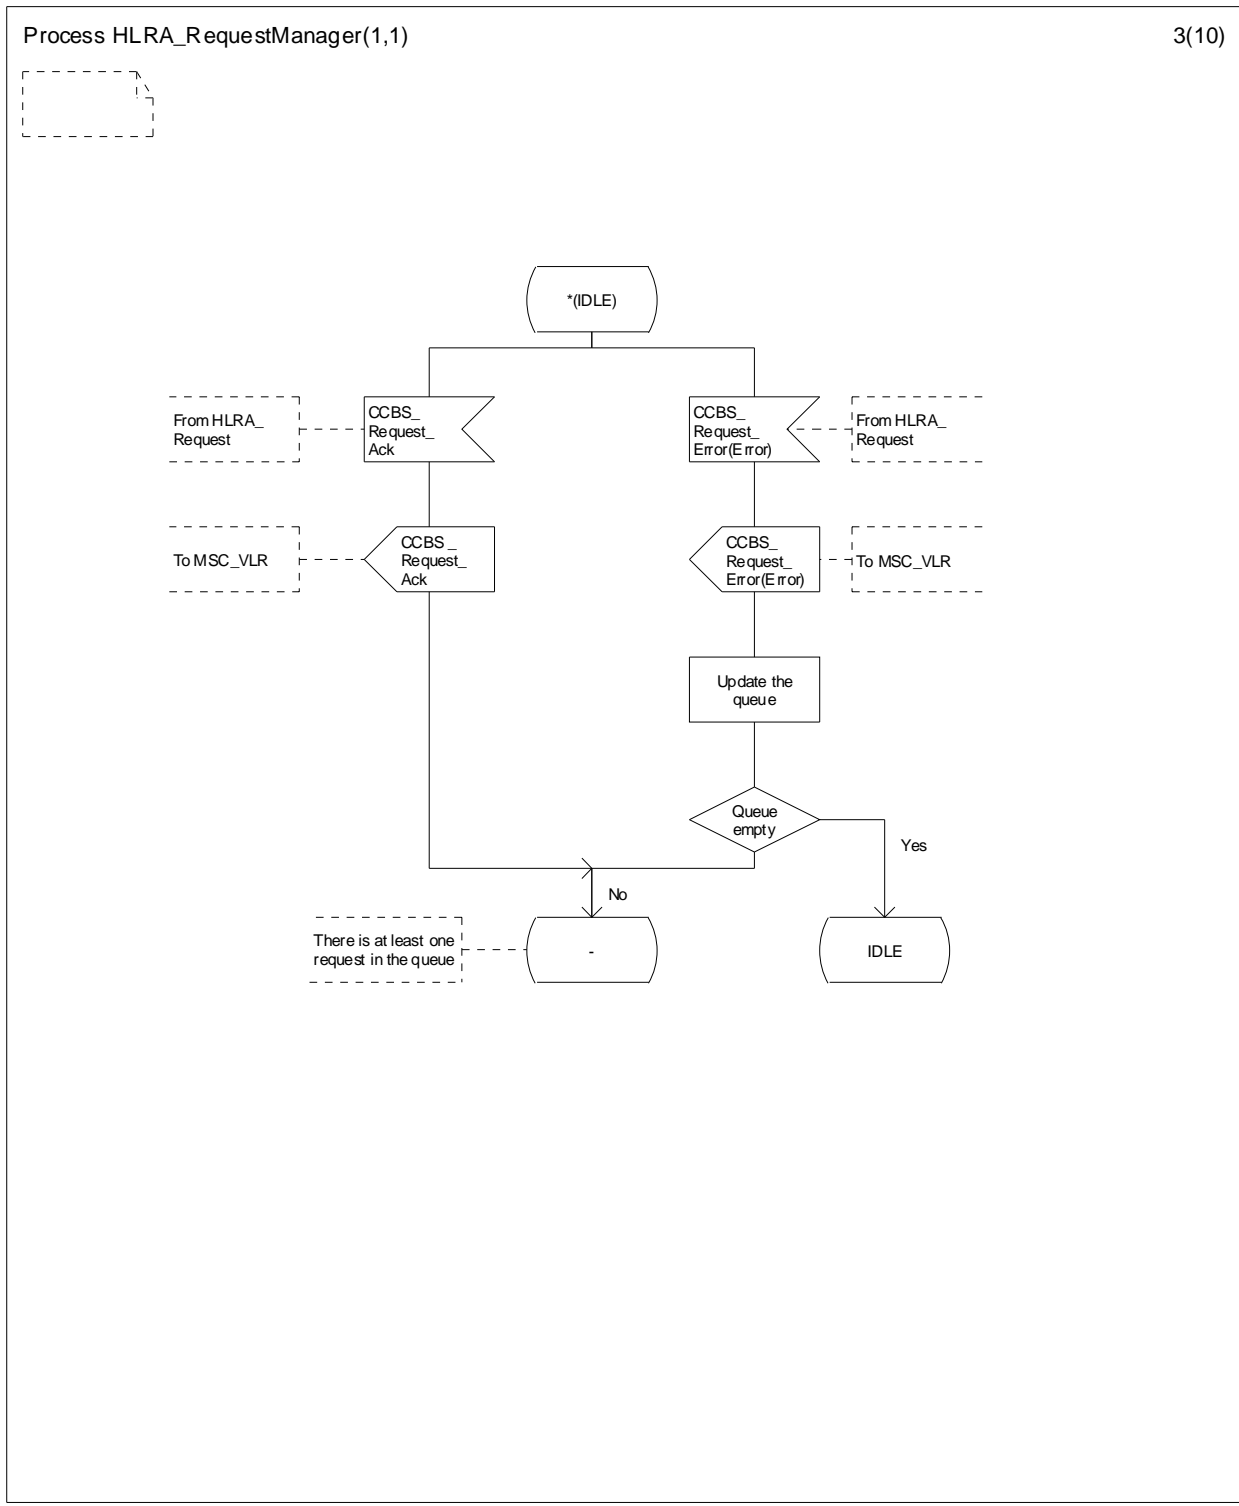 Process HLRA_RequestManager(1,1)
3(10)
*(IDLE)
From HLRA_
Request
CCBS_
Request_
Ack
CCBS_
Request_
Error(Error)
From HLRA_
Request
To MSC_VLR
CCBS_
Request_
Ack
CCBS_
Request_
Error(Error)
To MSC_VLR
Update the
queue
Queue
empty
Yes
No
There is at least one
request in the queue
-
IDLE